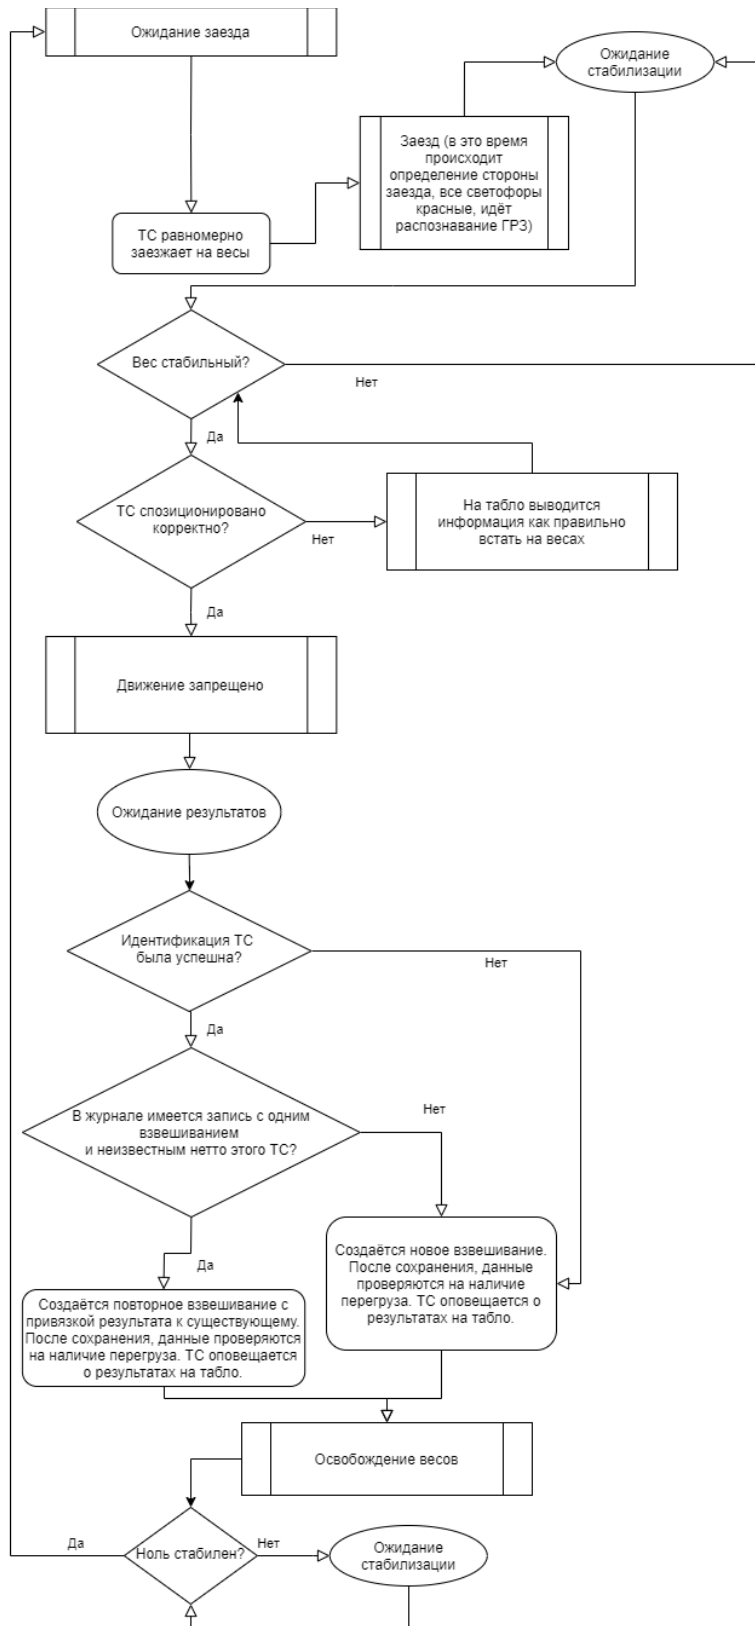 Ожидание заезда
Ожидание
стабилизации
Заезд (в это время
происходит
определение стороны
заезда, все светофоры
красные, идёт
распознавание ГРЗ)
ТС равномерно
заезжает на весы
Вес стабильный?
Нет
Да
ТС спозиционировано
корректно?
Нет
На табло выводится
информация как правильно
встать на весах
Да
Движение запрещено
Ожидание результатов
Идентификация ТС
была успешна?
Нет
Да
В журнале имеется запись с одним
взвешиванием
и неизвестным нетто этого ТС?
Нет
Да
Создаётся новое взвешивание.
После сохранения, данные
проверяются на наличие
перегруза. ТС оповещается о
результатах на табло.
Создаётся повторное взвешивание с
привязкой результата к существующему.
После сохранения, данные проверяются
на наличие перегруза. ТС оповещается
о результатах на табло.
Освобождение весов
Да
Ноль стабилен?
Нет
Ожидание
стабилизации